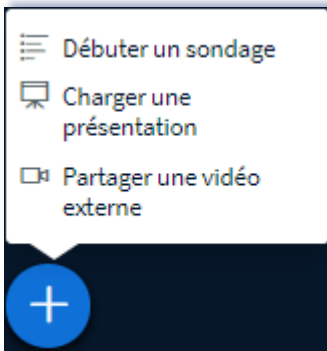 Débuter un sondage
Charger une
présentation
Partager une vidéo
externe